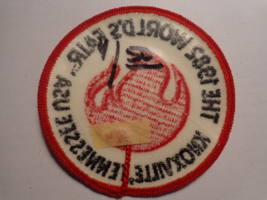 THE 1982 WORLD'S FAIR
KNOXVILLE, TENNESSEE USA